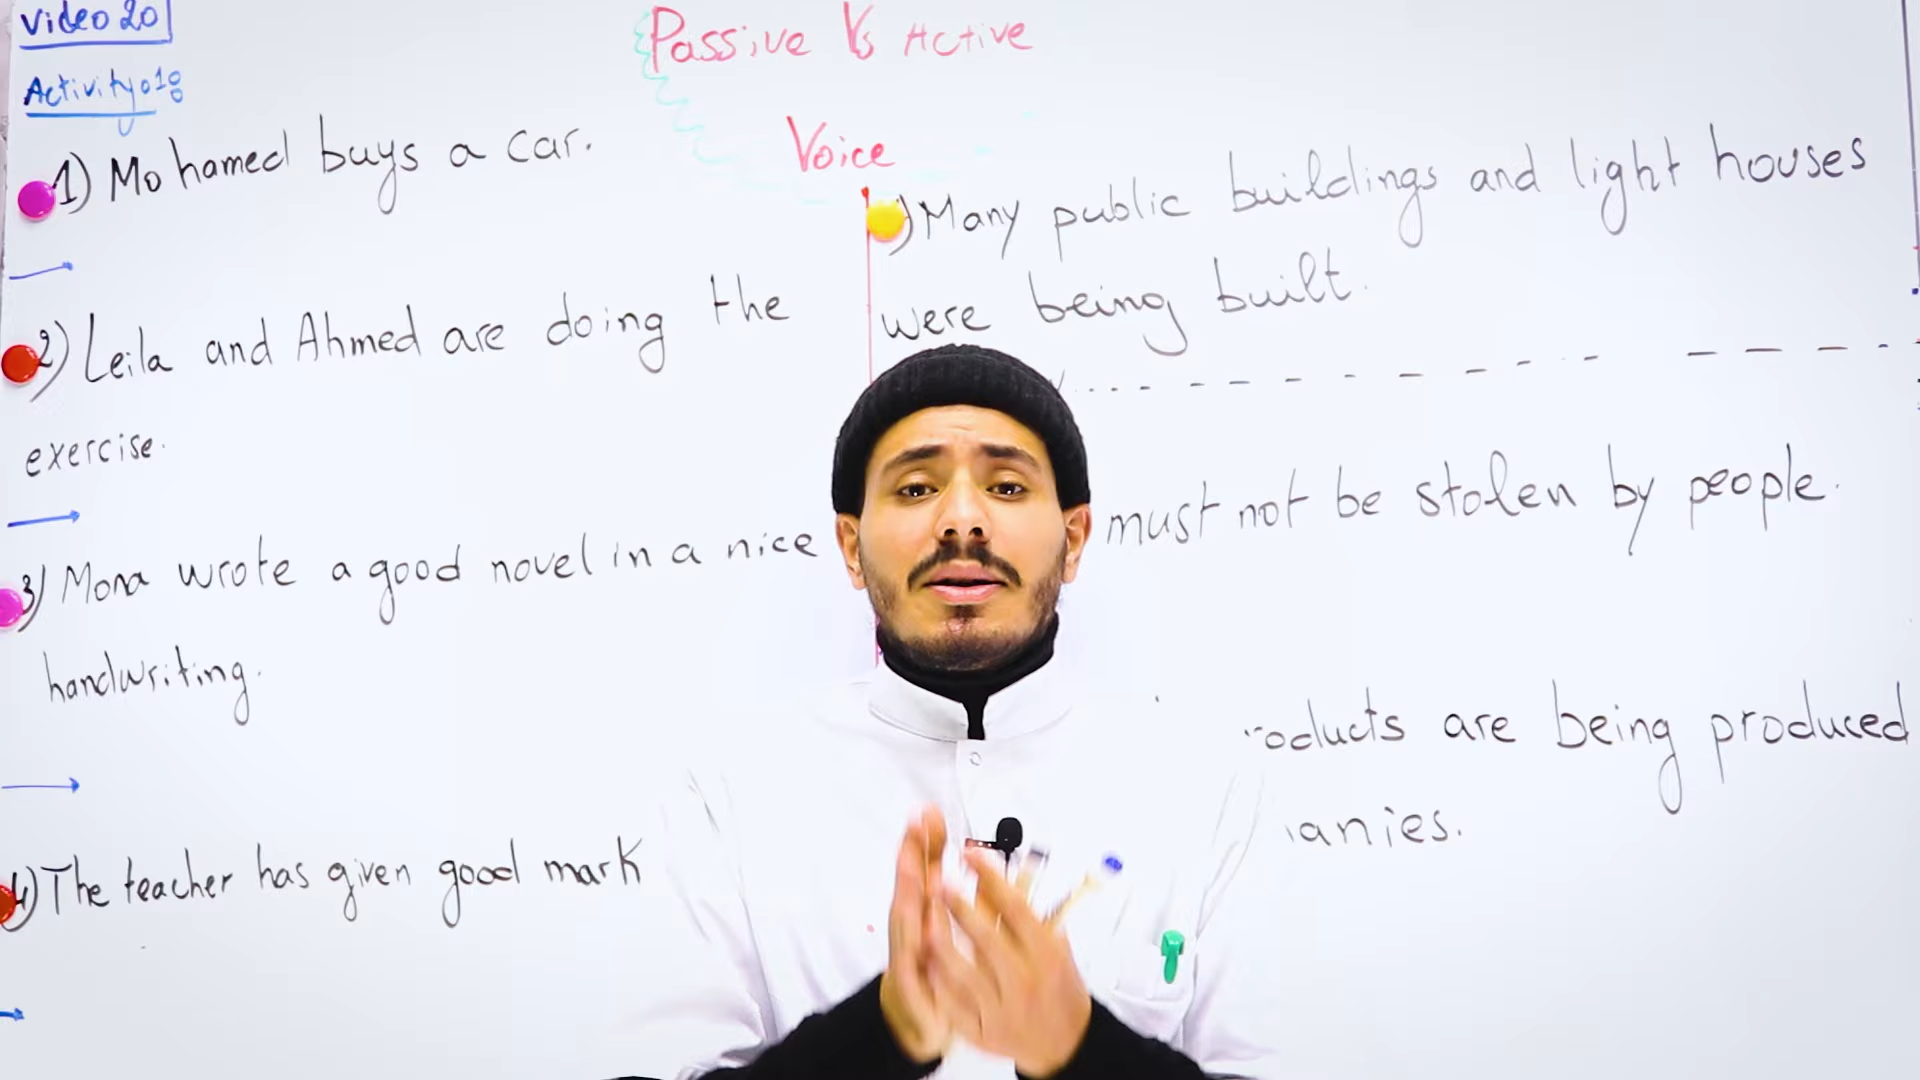 Video 20
Activity 01:
Passive Vs Active
Voice
1) Mohamed buys a car.
2) Leila and Ahmed are doing the
exercise.
3) Mona wrote a good novel in a nice
handwriting.
4) The teacher has given good mark
) Many public buildings and light houses
were being built.
must not be stolen by people.
are being produced